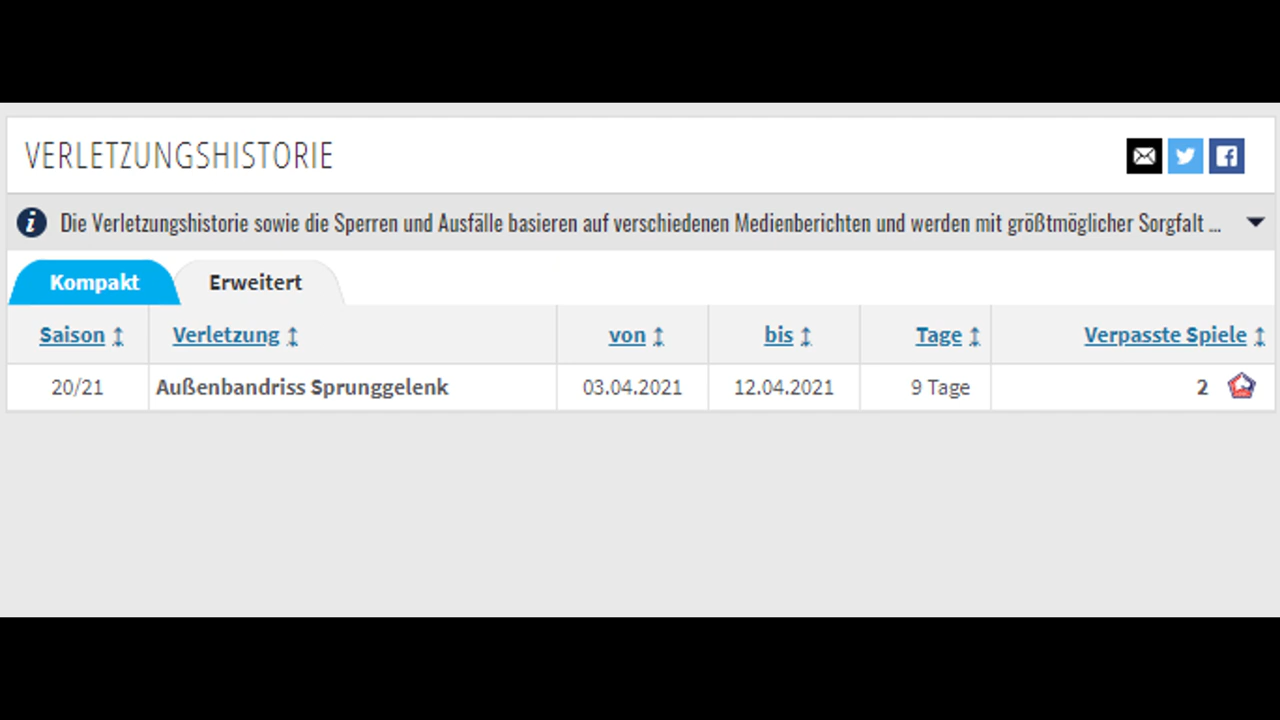 VERLETZUNGSHISTORIE
Die Verletzungshistorie sowie die Sperren und Ausfälle basieren auf verschiedenen Medienberichten und werden mit größtmöglicher Sorgfalt ...
Kompakt Erweitert
Saison Verletzung von bis Tage Verpasste Spiele
20/21 Außenbandriss Sprunggelenk 03.04.2021 12.04.2021 9 Tage 2